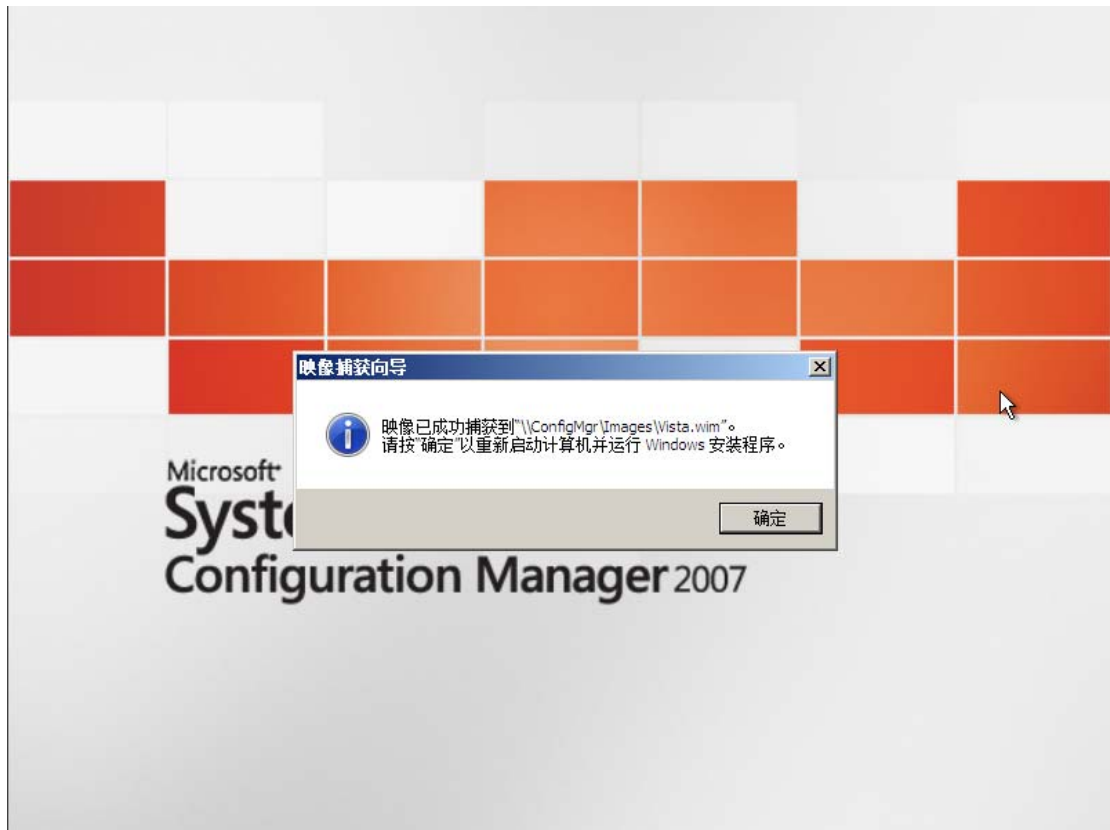 映像捕获向导
映像已成功捕获到"\\ConfigMgr\Images\Vista.wim"。
请按"确定"以重新启动计算机并运行 Windows 安装程序。
确定
Microsoft
Syste
Configuration Manager 2007